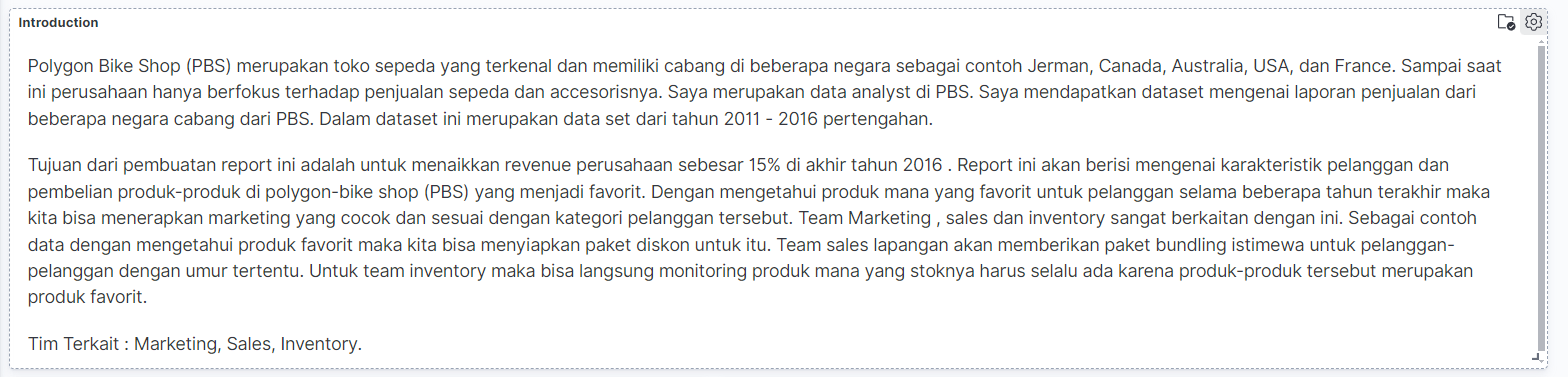 Introduction
Polygon Bike Shop (PBS) merupakan toko sepeda yang terkenal dan memiliki cabang di beberapa negara sebagai contoh Jerman, Canada, Australia, USA, dan France. Sampai saat
ini perusahaan hanya berfokus terhadap penjualan sepeda dan accesorisnya. Saya merupakan data analyst di PBS. Saya mendapatkan dataset mengenai laporan penjualan dari
beberapa negara cabang dari PBS. Dalam dataset ini merupakan data set dari tahun 2011 - 2016 pertengahan.
Tujuan dari pembuatan report ini adalah untuk menaikkan revenue perusahaan sebesar 15% di akhir tahun 2016 . Report ini akan berisi mengenai karakteristik pelanggan dan
pembelian produk-produk di polygon-bike shop (PBS) yang menjadi favorit. Dengan mengetahui produk mana yang favorit untuk pelanggan selama beberapa tahun terakhir maka
kita bisa menerapkan marketing yang cocok dan sesuai dengan kategori pelanggan tersebut. Team Marketing , sales dan inventory sangat berkaitan dengan ini. Sebagai contoh
data dengan mengetahui produk favorit maka kita bisa menyiapkan paket diskon untuk itu. Team sales lapangan akan memberikan paket bundling istimewa untuk pelanggan-
pelanggan dengan umur tertentu. Untuk team inventory maka bisa langsung monitoring produk mana yang stoknya harus selalu ada karena produk-produk tersebut merupakan
produk favorit.
Tim Terkait : Marketing, Sales, Inventory.